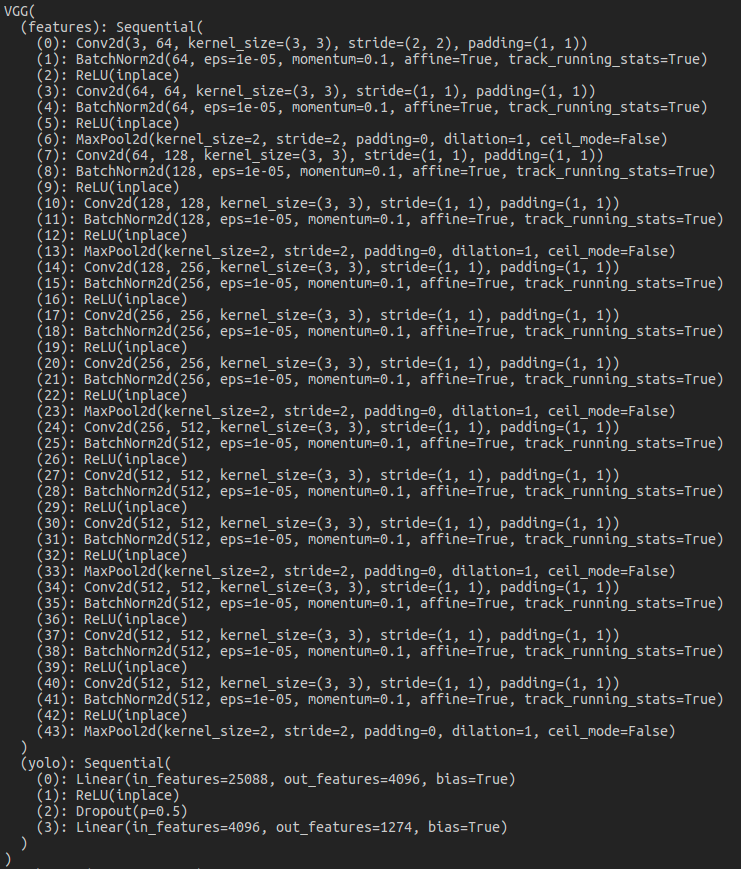 VGG(
  (features): Sequential(
    (0): Conv2d(3, 64, kernel_size=(3, 3), stride=(2, 2), padding=(1, 1))
    (1): BatchNorm2d(64, eps=1e-05, momentum=0.1, affine=True, track_running_stats=True)
    (2): ReLU(inplace)
    (3): Conv2d(64, 64, kernel_size=(3, 3), stride=(1, 1), padding=(1, 1))
    (4): BatchNorm2d(64, eps=1e-05, momentum=0.1, affine=True, track_running_stats=True)
    (5): ReLU(inplace)
    (6): MaxPool2d(kernel_size=2, stride=2, padding=0, dilation=1, ceil_mode=False)
    (7): Conv2d(64, 128, kernel_size=(3, 3), stride=(1, 1), padding=(1, 1))
    (8): BatchNorm2d(128, eps=1e-05, momentum=0.1, affine=True, track_running_stats=True)
    (9): ReLU(inplace)
    (10): Conv2d(128, 128, kernel_size=(3, 3), stride=(1, 1), padding=(1, 1))
    (11): BatchNorm2d(128, eps=1e-05, momentum=0.1, affine=True, track_running_stats=True)
    (12): ReLU(inplace)
    (13): MaxPool2d(kernel_size=2, stride=2, padding=0, dilation=1, ceil_mode=False)
    (14): Conv2d(128, 256, kernel_size=(3, 3), stride=(1, 1), padding=(1, 1))
    (15): BatchNorm2d(256, eps=1e-05, momentum=0.1, affine=True, track_running_stats=True)
    (16): ReLU(inplace)
    (17): Conv2d(256, 256, kernel_size=(3, 3), stride=(1, 1), padding=(1, 1))
    (18): BatchNorm2d(256, eps=1e-05, momentum=0.1, affine=True, track_running_stats=True)
    (19): ReLU(inplace)
    (20): Conv2d(256, 256, kernel_size=(3, 3), stride=(1, 1), padding=(1, 1))
    (21): BatchNorm2d(256, eps=1e-05, momentum=0.1, affine=True, track_running_stats=True)
    (22): ReLU(inplace)
    (23): MaxPool2d(kernel_size=2, stride=2, padding=0, dilation=1, ceil_mode=False)
    (24): Conv2d(256, 512, kernel_size=(3, 3), stride=(1, 1), padding=(1, 1))
    (25): BatchNorm2d(512, eps=1e-05, momentum=0.1, affine=True, track_running_stats=True)
    (26): ReLU(inplace)
    (27): Conv2d(512, 512, kernel_size=(3, 3), stride=(1, 1), padding=(1, 1))
    (28): BatchNorm2d(512, eps=1e-05, momentum=0.1, affine=True, track_running_stats=True)
    (29): ReLU(inplace)
    (30): Conv2d(512, 512, kernel_size=(3, 3), stride=(1, 1), padding=(1, 1))
    (31): BatchNorm2d(512, eps=1e-05, momentum=0.1, affine=True, track_running_stats=True)
    (32): ReLU(inplace)
    (33): MaxPool2d(kernel_size=2, stride=2, padding=0, dilation=1, ceil_mode=False)
    (34): Conv2d(512, 512, kernel_size=(3, 3), stride=(1, 1), padding=(1, 1))
    (35): BatchNorm2d(512, eps=1e-05, momentum=0.1, affine=True, track_running_stats=True)
    (36): ReLU(inplace)
    (37): Conv2d(512, 512, kernel_size=(3, 3), stride=(1, 1), padding=(1, 1))
    (38): BatchNorm2d(512, eps=1e-05, momentum=0.1, affine=True, track_running_stats=True)
    (39): ReLU(inplace)
    (40): Conv2d(512, 512, kernel_size=(3, 3), stride=(1, 1), padding=(1, 1))
    (41): BatchNorm2d(512, eps=1e-05, momentum=0.1, affine=True, track_running_stats=True)
    (42): ReLU(inplace)
    (43): MaxPool2d(kernel_size=2, stride=2, padding=0, dilation=1, ceil_mode=False)
  )
  (yolo): Sequential(
    (0): Linear(in_features=25088, out_features=4096, bias=True)
    (1): ReLU(inplace)
    (2): Dropout(p=0.5)
    (3): Linear(in_features=4096, out_features=1274, bias=True)
  )
)